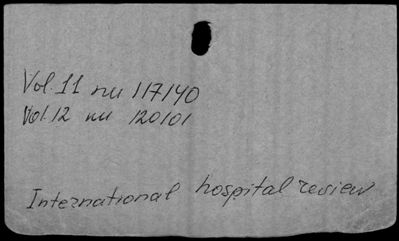 Vol. 11 nu 117140
Vol. 12 nu 120101
International hospital review